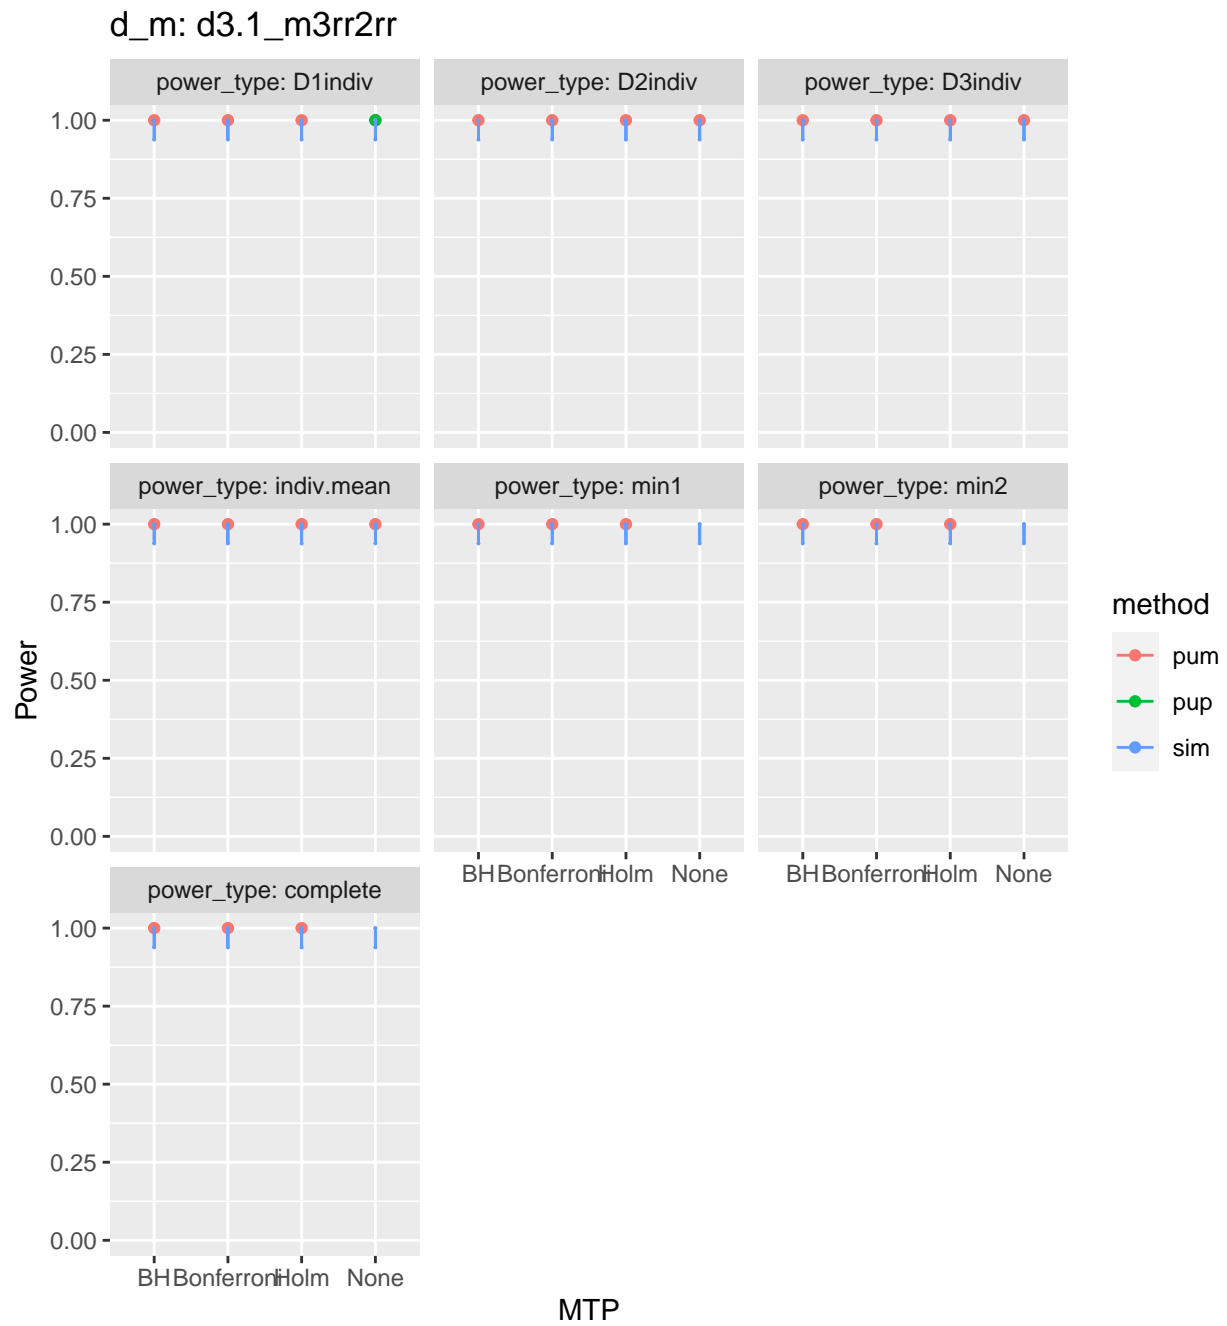 d_m: d3.1_m3rr2rr
power_type: D1indiv
power_type: D2indiv
power_type: D3indiv
1.00
0.75
0.50
0.25
0.00
power_type: indiv.mean
power_type: min1
power_type: min2
1.00
0.75
0.50
0.25
0.00
BH Bonferroni Holm None
BH Bonferroni Holm None
power_type: complete
1.00
0.75
0.50
0.25
0.00
BH Bonferroni Holm None
MTP
Power
method
pum
pup
sim